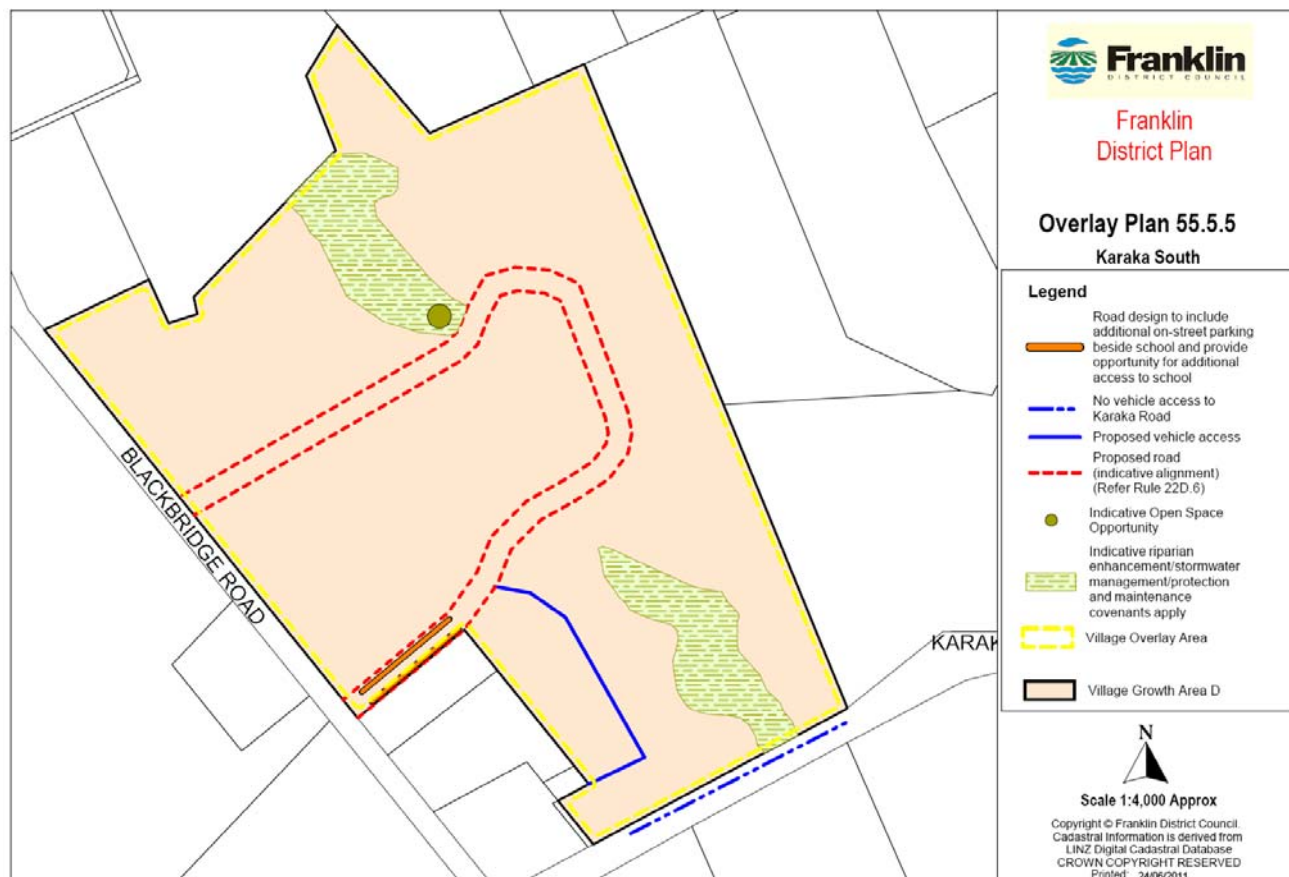 Franklin
DISTRICT COUNCIL
Franklin
District Plan
Overlay Plan 55.5.5
Karaka South
Legend
Road design to include
additional on-street parking
beside school and provide
opportunity for additional
access to school
No vehicle access to
Karaka Road
Proposed vehicle access
Proposed road
(indicative alignment)
(Refer Rule 22D.6)
Indicative Open Space
Opportunity
Indicative riparian
enhancement/stormwater
management/protection
and maintenance
covenants apply
Village Overlay Area
Village Growth Area D
N
Scale 1:4,000 Approx
Copyright © Franklin District Council.
Cadastral Information is derived from
LINZ Digital Cadastral Database
CROWN COPYRIGHT RESERVED
Printed: 24/06/2011
BLACKBRIDGE ROAD
KARAK